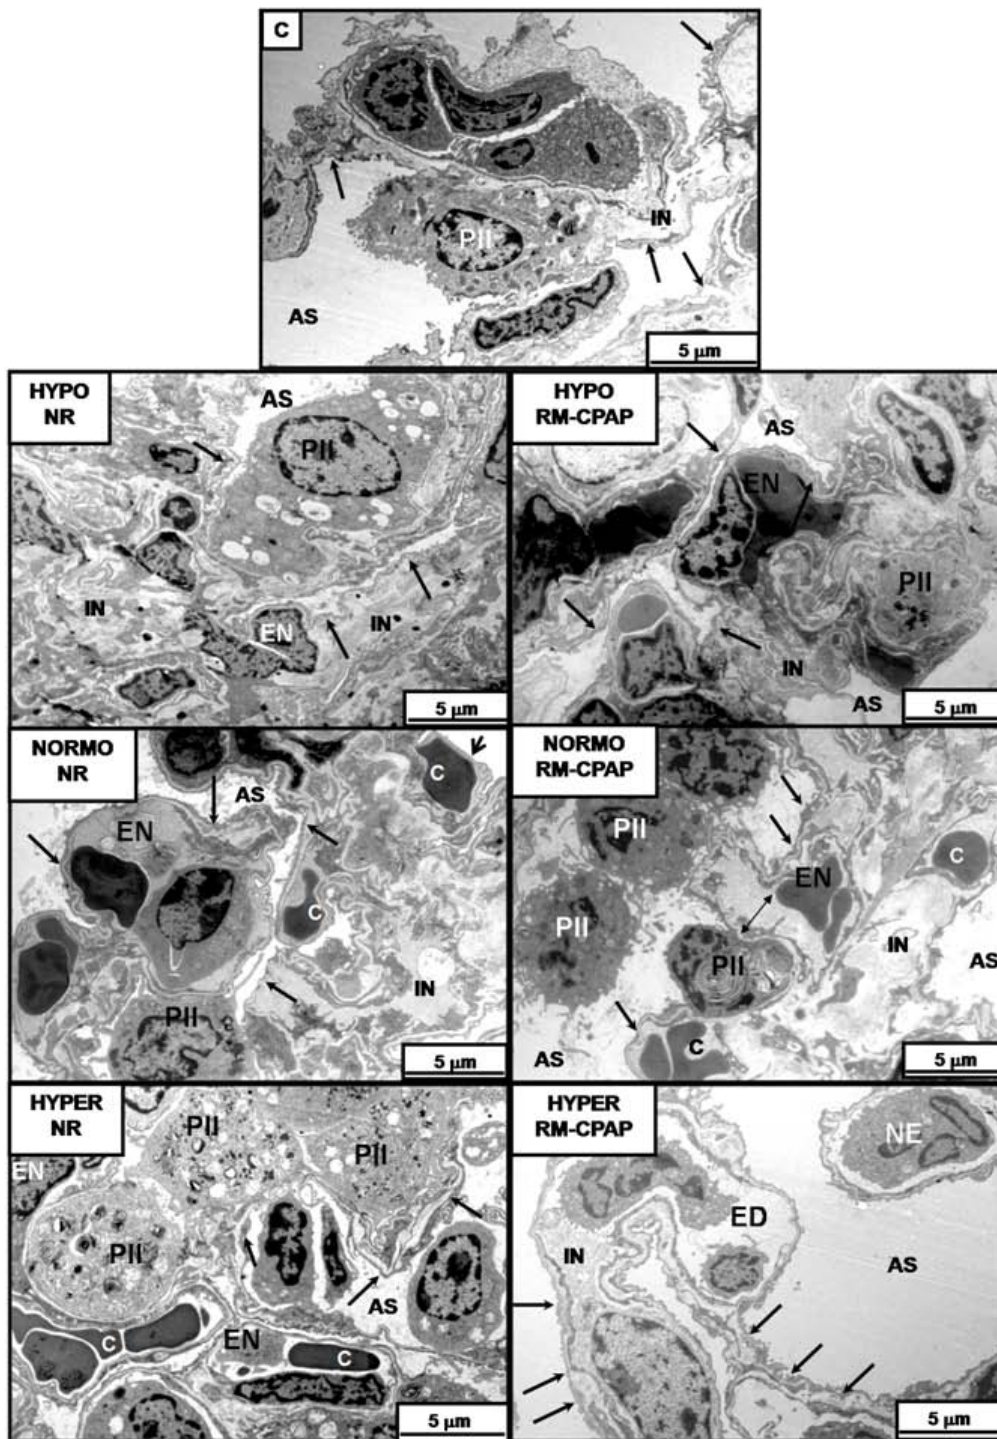 C
IN
PII
AS
5 µm
HYPO
NR
AS
PII
IN
EN
IN
5 µm
HYPO
RM-CPAP
AS
EN
PII
IN
AS
5 µm
NORMO
NR
C
AS
EN
C
IN
PII
5 µm
NORMO
RM-CPAP
PII
C
EN
PII
IN
PII
AS
C
AS
5 µm
HYPER
NR
PII
PII
EN
PII
AS
C
EN
C
5 µm
HYPER
RM-CPAP
NE
ED
IN
AS
5 µm